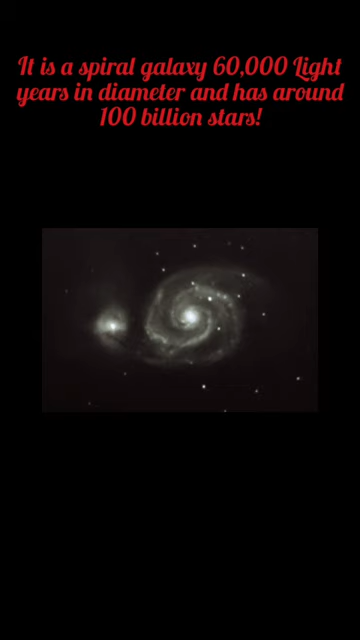 It is a spiral galaxy 60,000 Light
years in diameter and has around
100 billion stars!